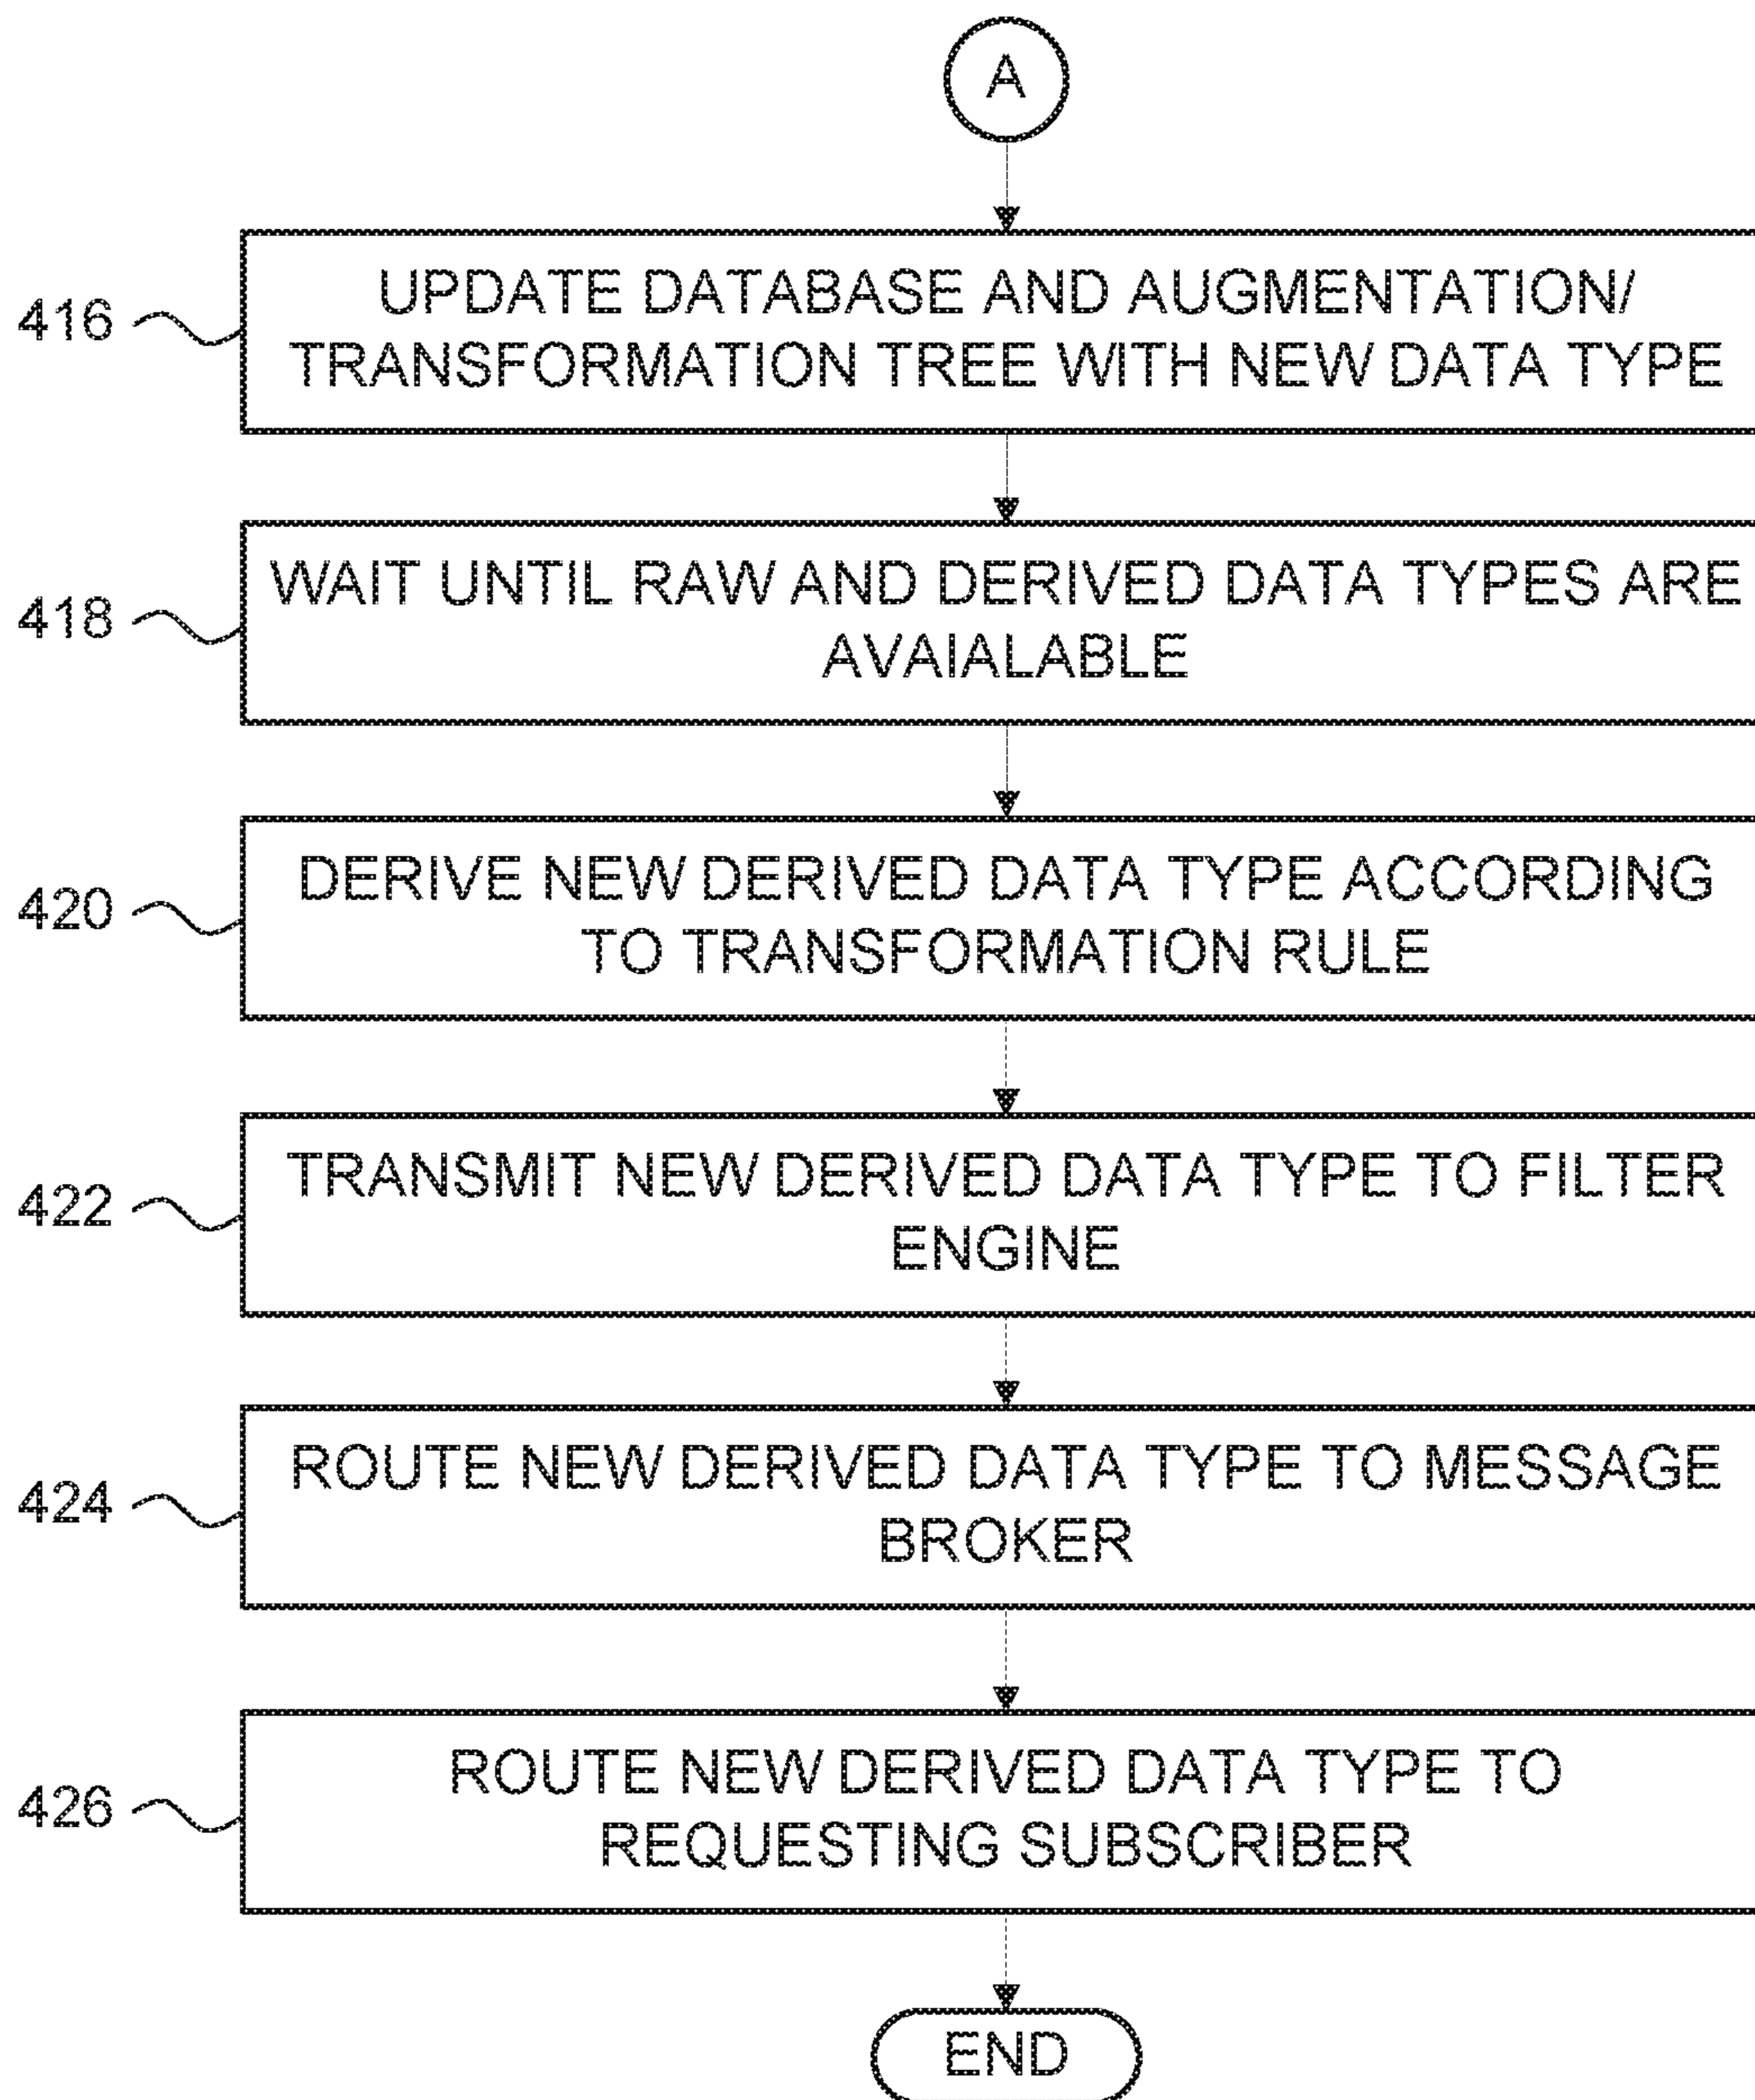 A
416
UPDATE DATABASE AND AUGMENTATION/
TRANSFORMATION TREE WITH NEW DATA TYPE
418
WAIT UNTIL RAW AND DERIVED DATA TYPES ARE
AVAIALABLE
420
DERIVE NEW DERIVED DATA TYPE ACCORDING
TO TRANSFORMATION RULE
422
TRANSMIT NEW DERIVED DATA TYPE TO FILTER
ENGINE
424
ROUTE NEW DERIVED DATA TYPE TO MESSAGE
BROKER
426
ROUTE NEW DERIVED DATA TYPE TO
REQUESTING SUBSCRIBER
END